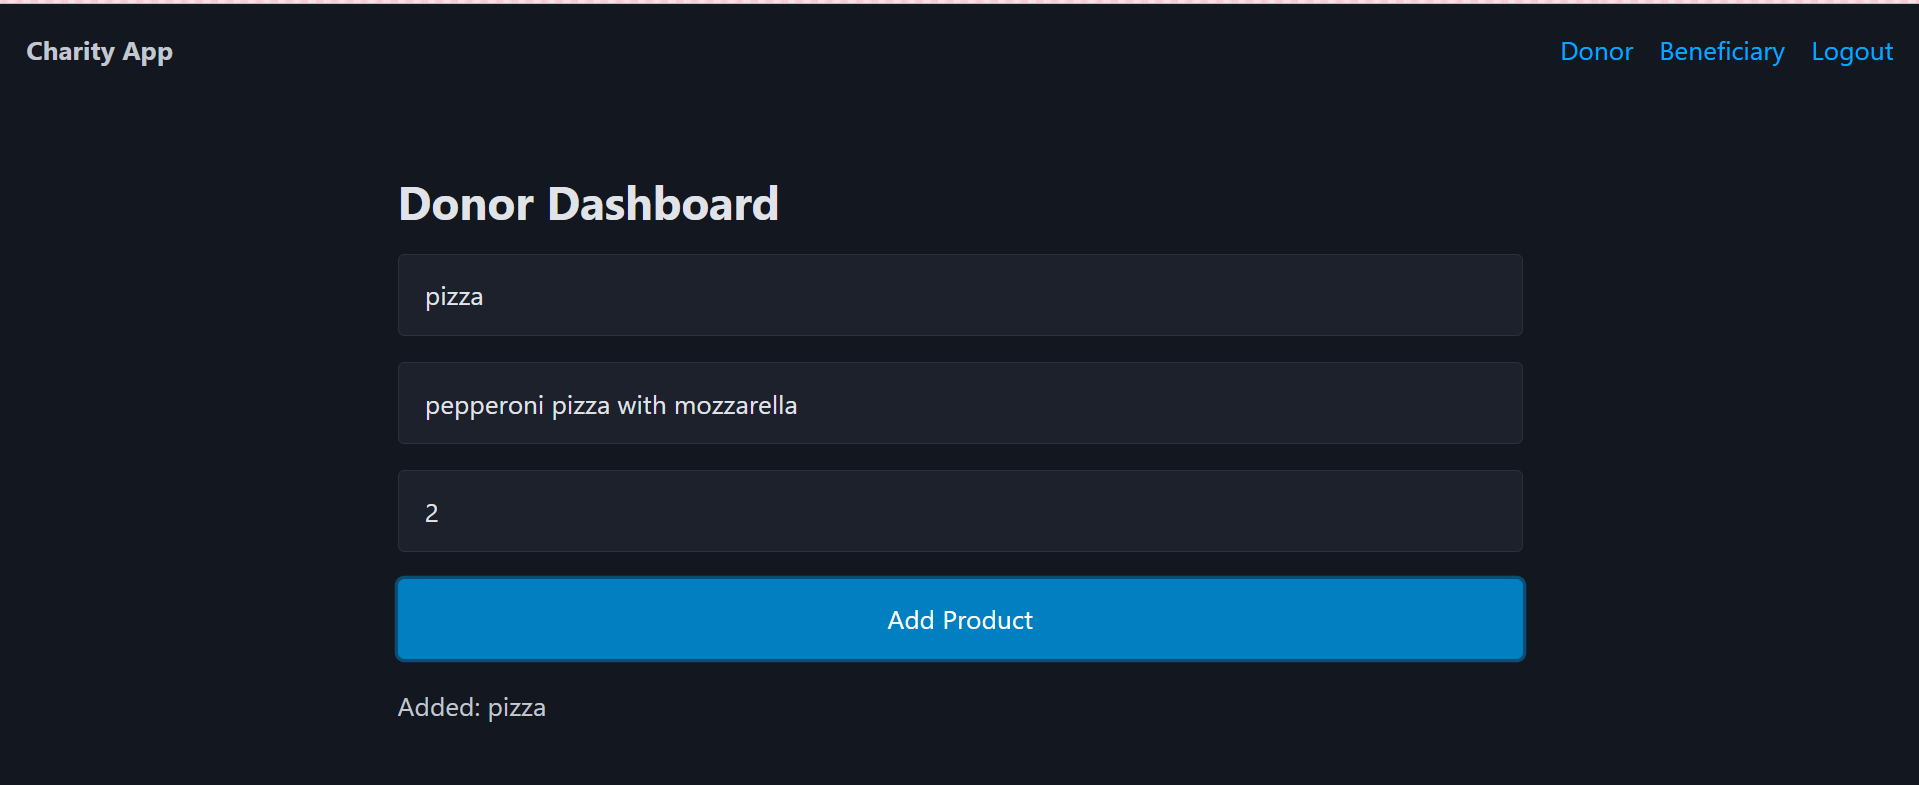 Charity App
Donor Beneficiary Logout
Donor Dashboard
pizza
pepperoni pizza with mozzarella
2
Add Product
Added: pizza